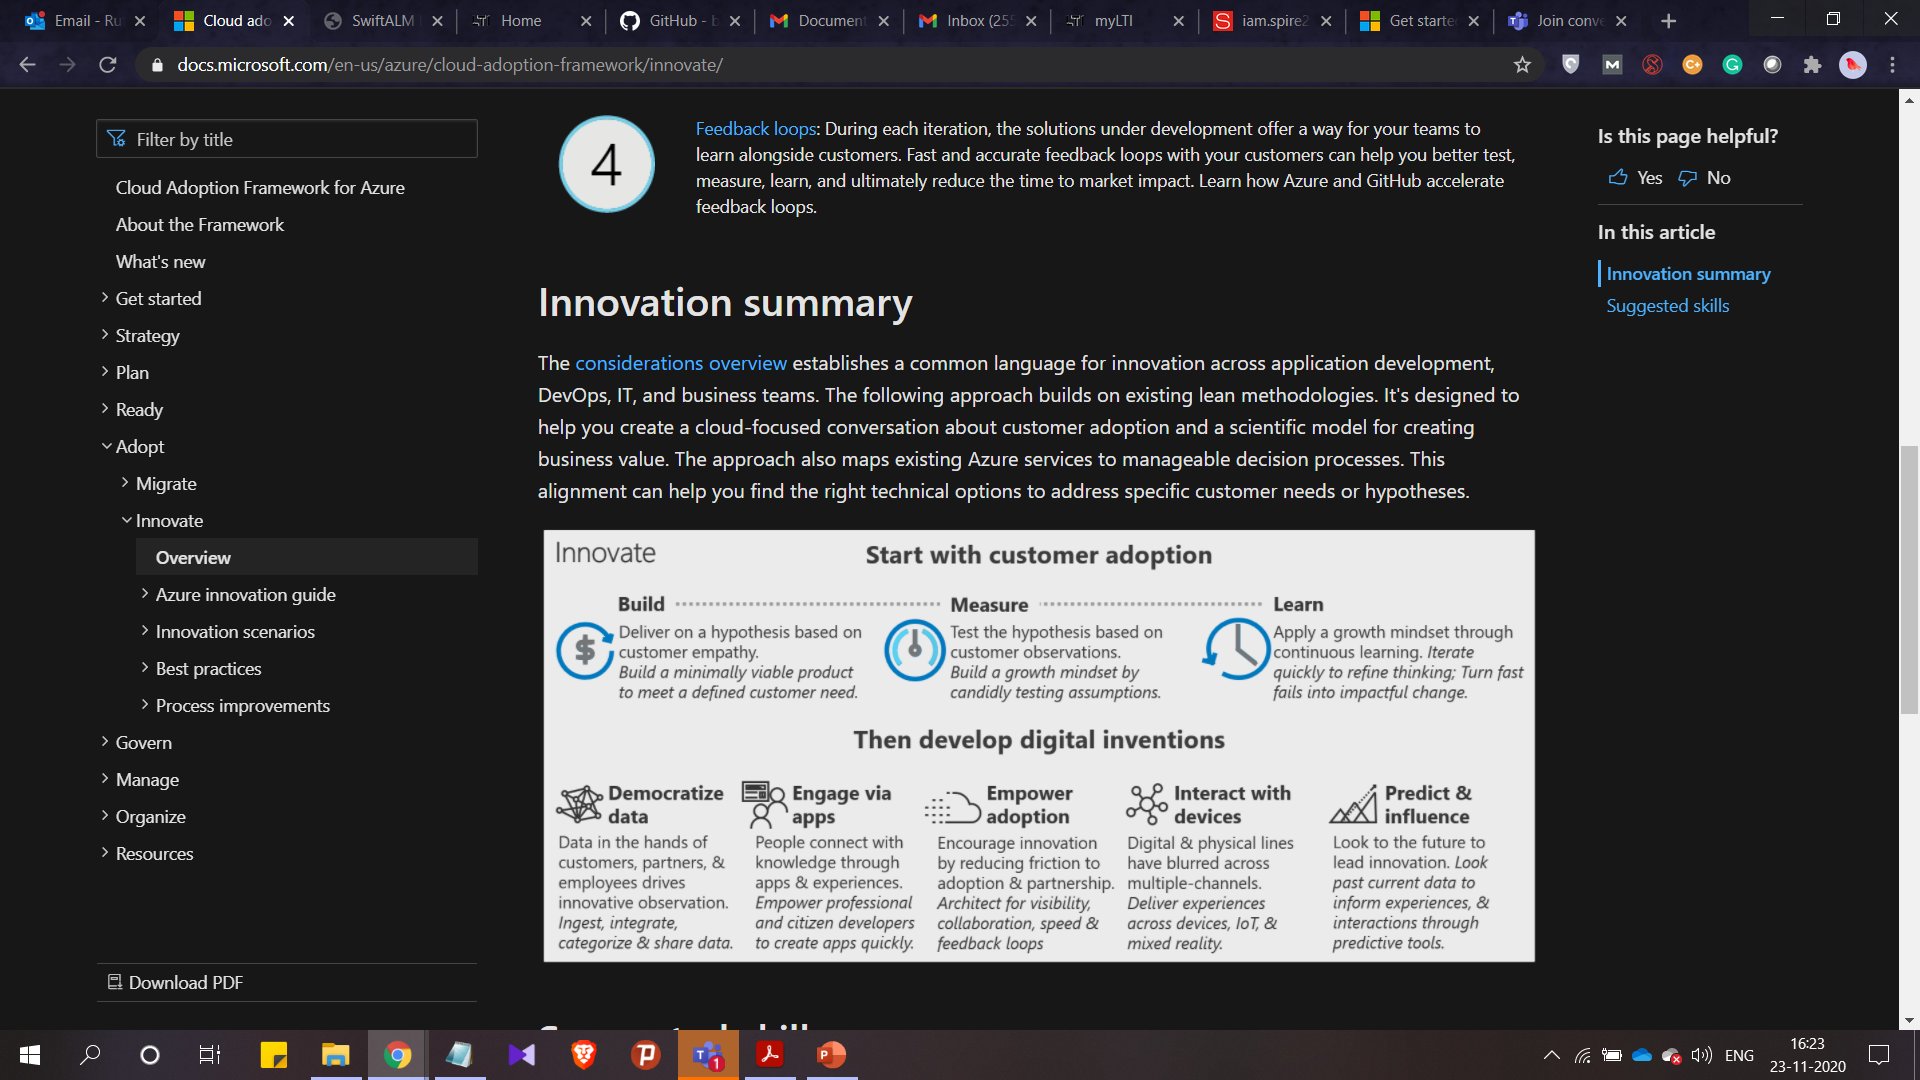 Email - Ru
Cloud ado
SwiftALM
Home
GitHub - b
Document
Inbox (255
myLTI
iam.spire2
Get starte
Join conve
docs.microsoft.com/en-us/azure/cloud-adoption-framework/innovate/
Filter by title
Cloud Adoption Framework for Azure
About the Framework
What's new
Get started
Strategy
Plan
Ready
Adopt
Migrate
Innovate
Overview
Azure innovation guide
Innovation scenarios
Best practices
Process improvements
Govern
Manage
Organize
Resources
Download PDF
4
Feedback loops: During each iteration, the solutions under development offer a way for your teams to
learn alongside customers. Fast and accurate feedback loops with your customers can help you better test,
measure, learn, and ultimately reduce the time to market impact. Learn how Azure and GitHub accelerate
feedback loops.
Innovation summary
The considerations overview establishes a common language for innovation across application development,
DevOps, IT, and business teams. The following approach builds on existing lean methodologies. It's designed to
help you create a cloud-focused conversation about customer adoption and a scientific model for creating
business value. The approach also maps existing Azure services to manageable decision processes. This
alignment can help you find the right technical options to address specific customer needs or hypotheses.
Innovate
Start with customer adoption
Build
Deliver on a hypothesis based on
customer empathy.
Build a minimally viable product
to meet a defined customer need.
Measure
Test the hypothesis based on
customer observations.
Build a growth mindset by
candidly testing assumptions.
Learn
Apply a growth mindset through
continuous learning. Iterate
quickly to refine thinking; Turn fast
fails into impactful change.
Then develop digital inventions
Democratize
data
Data in the hands of
customers, partners, &
employees drives
innovative observation.
Ingest, integrate,
categorize & share data.
Engage via
apps
People connect with
knowledge through
apps & experiences.
Empower professional
and citizen developers
to create apps quickly.
Empower
adoption
Encourage innovation
by reducing friction to
adoption & partnership.
Architect for visibility,
collaboration, speed &
feedback loops
Interact with
devices
Digital & physical lines
have blurred across
multiple-channels.
Deliver experiences
across devices, IoT, &
mixed reality.
Predict &
influence
Look to the future to
lead innovation. Look
past current data to
inform experiences, &
interactions through
predictive tools.
Is this page helpful?
Yes No
In this article
Innovation summary
Suggested skills
ENG
16:23
23-11-2020